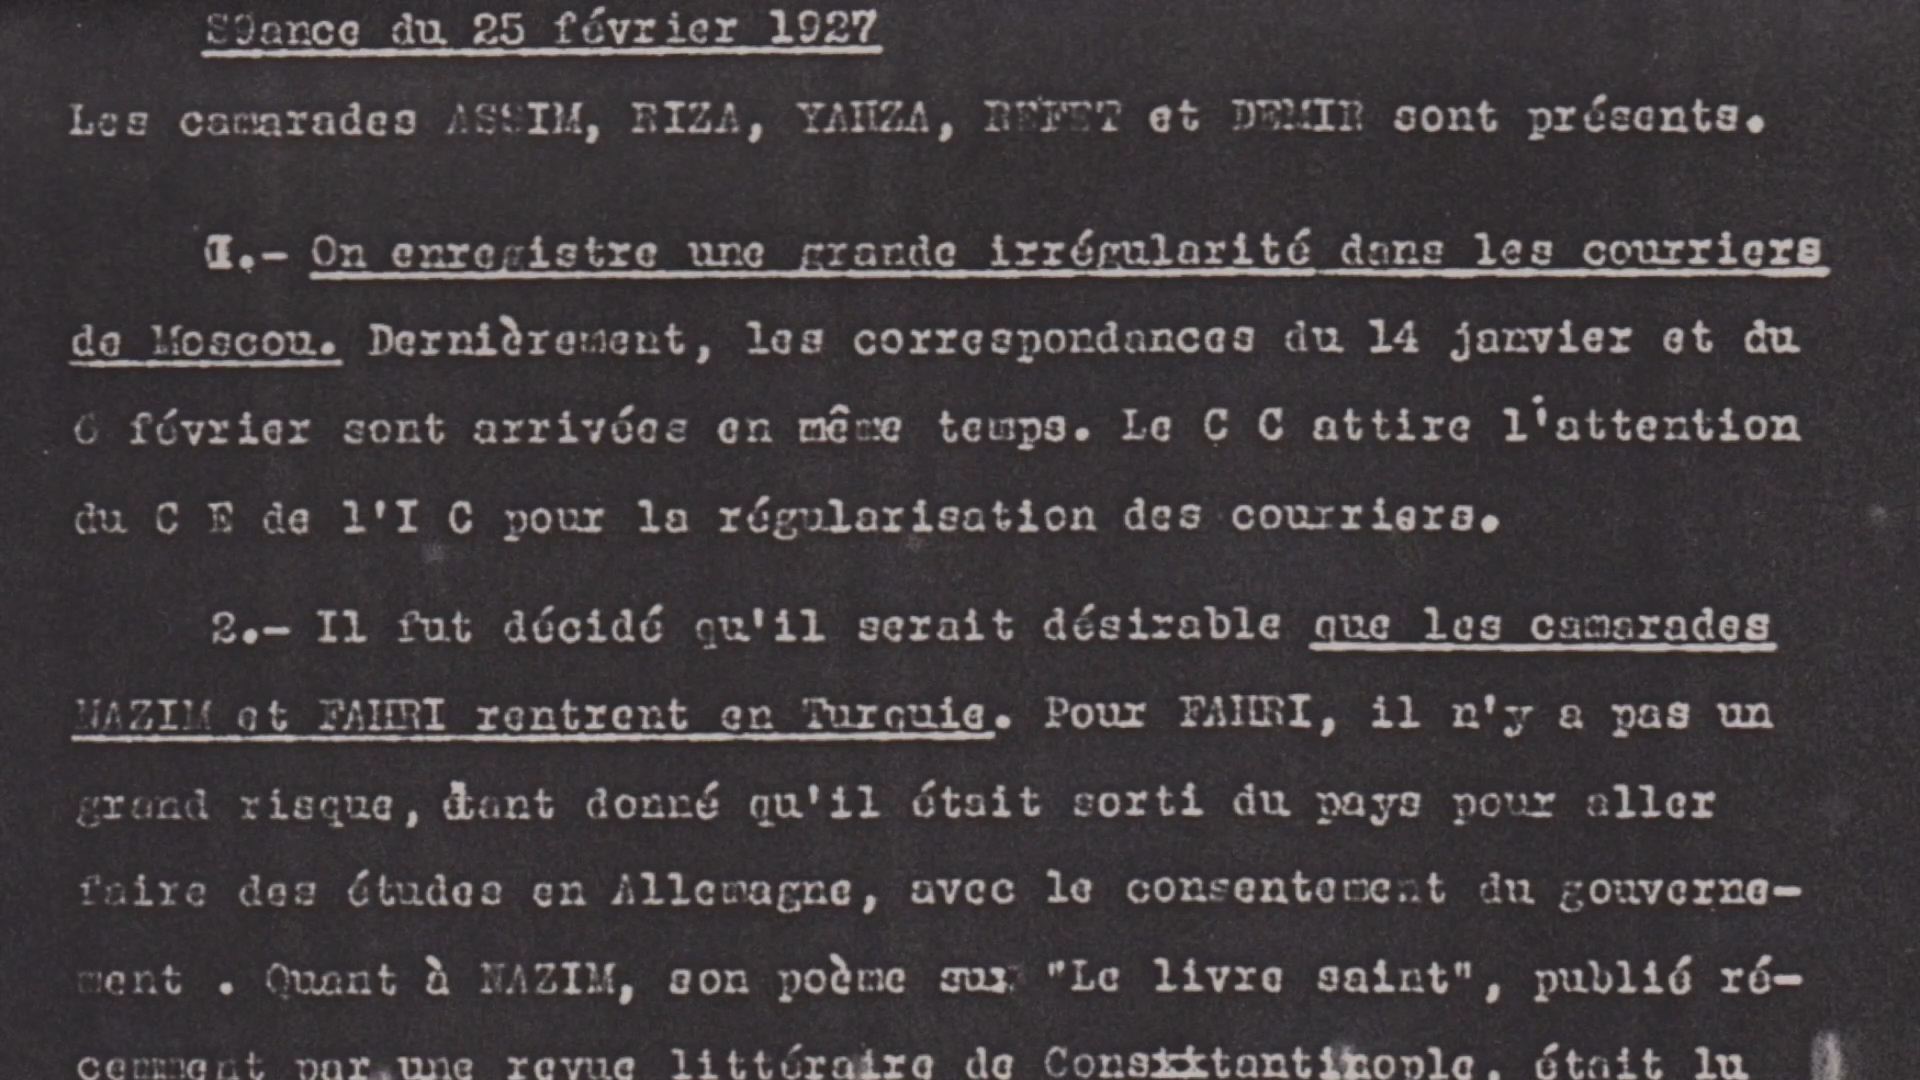 Séance du 25 février 1927
Les camarades ASSIM, RIZA, YAHZA, REFET et DEMIR sont présents.
1.- On enregistre une grande irrégularité dans les courriers
de Moscou. Dernièrement, les correspondances du 14 janvier et du
6 février sont arrivées en même temps. Le C C attire l'attention
du C E de l'I C pour la régularisation des courriers.
2.- Il fut décidé qu'il serait désirable que les camarades
NAZIM et FAHRI rentrent en Turquie. Pour FAHRI, il n'y a pas un
grand risque, étant donné qu'il était sorti du pays pour aller
faire des études en Allemagne, avec le consentement du gouverne-
ment . Quant à NAZIM, son poème sur "Le livre saint", publié ré-
cemment par une revue littéraire de Consxxtantinople, était lu